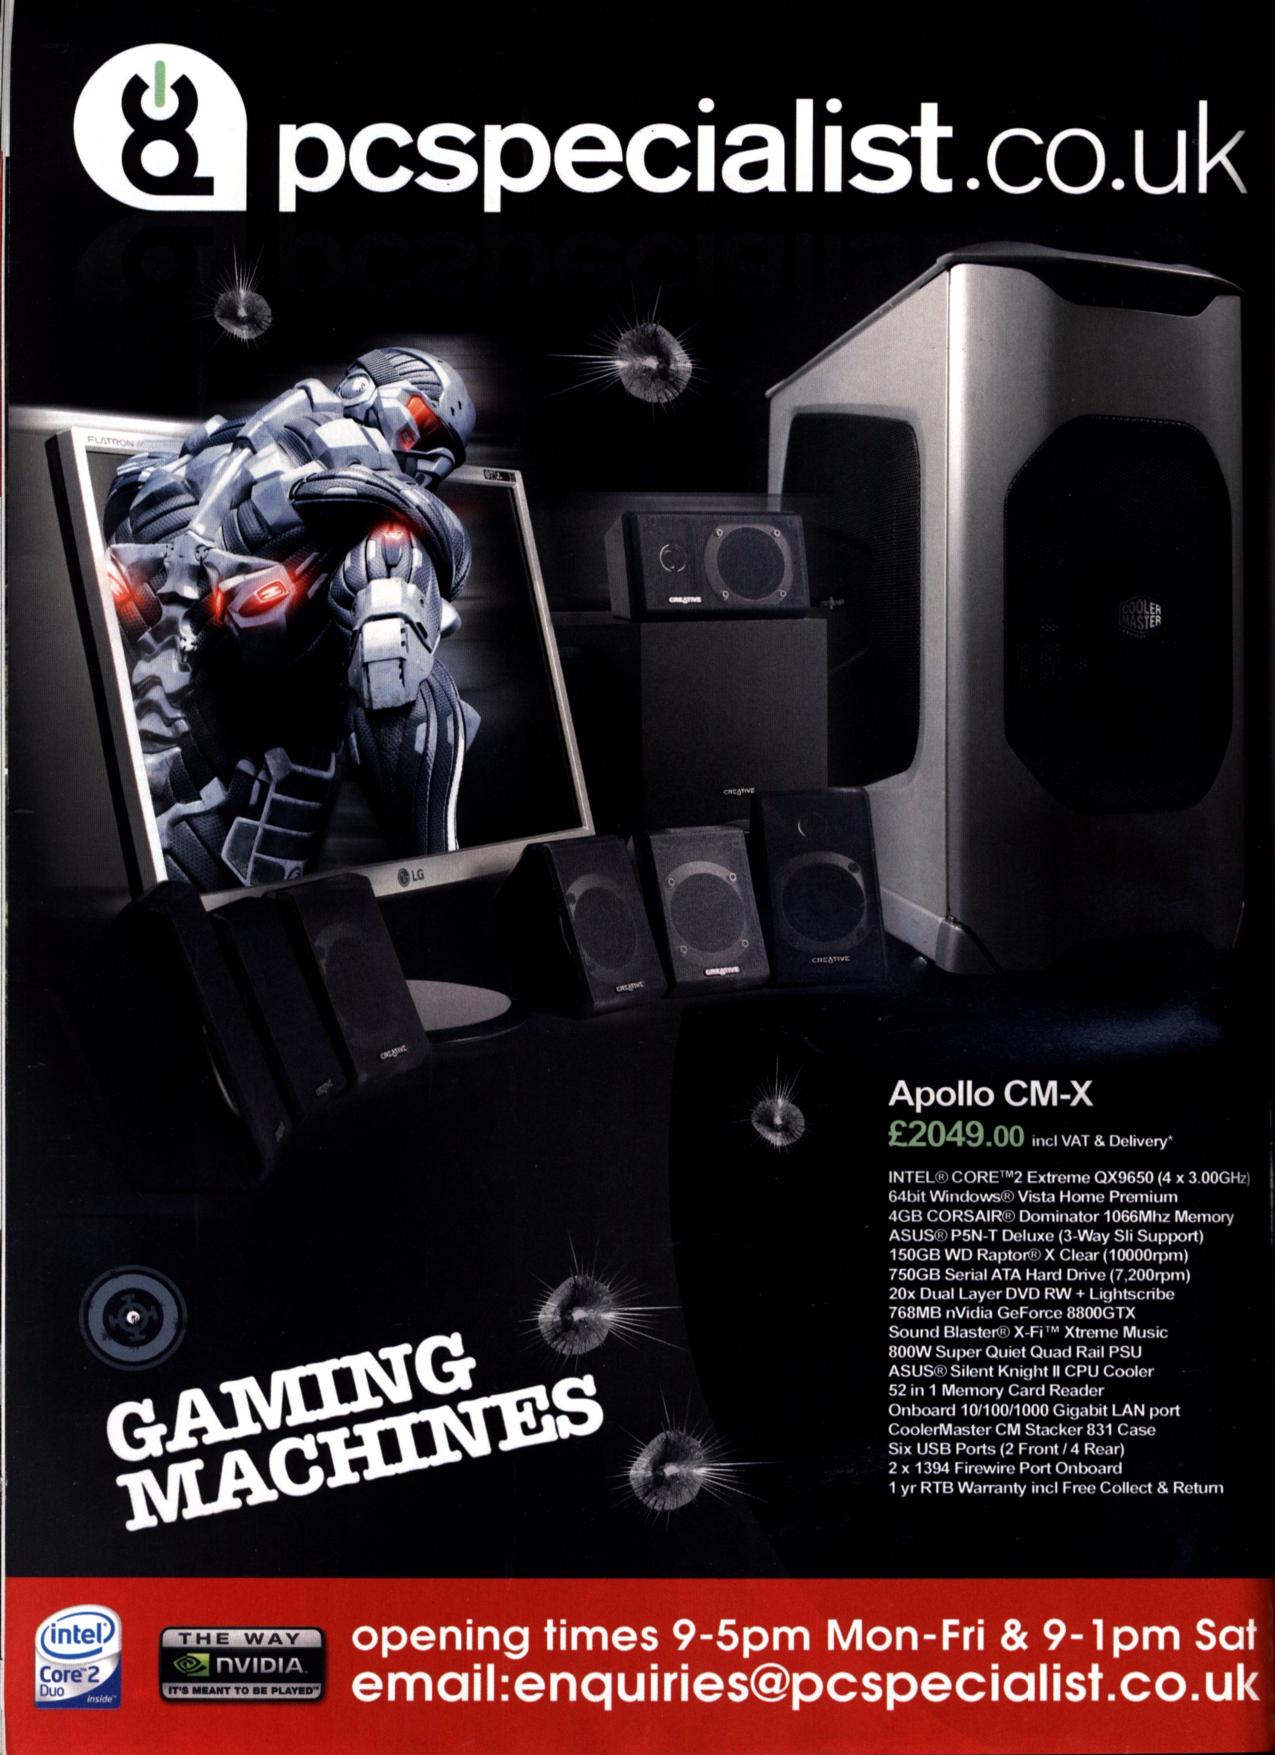 pcspecialist.co.uk
FLATRON
COOLER
MASTER
CREATIVE
CREATIVE
LG
CREATIVE
CREATIVE
CREATIVE
CREATIVE
Apollo CM-X
£2049.00 incl VAT & Delivery*
INTEL® CORE™2 Extreme QX9650 (4 x 3.00GHz)
64bit Windows® Vista Home Premium
4GB CORSAIR® Dominator 1066Mhz Memory
ASUS® P5N-T Deluxe (3-Way Sli Support)
150GB WD Raptor® X Clear (10000rpm)
750GB Serial ATA Hard Drive (7,200rpm)
20x Dual Layer DVD RW + Lightscribe
768MB nVidia GeForce 8800GTX
Sound Blaster® X-Fi™ Xtreme Music
800W Super Quiet Quad Rail PSU
ASUS® Silent Knight II CPU Cooler
52 in 1 Memory Card Reader
Onboard 10/100/1000 Gigabit LAN port
CoolerMaster CM Stacker 831 Case
Six USB Ports (2 Front / 4 Rear)
2 x 1394 Firewire Port Onboard
1 yr RTB Warranty incl Free Collect & Return
GAMING
MACHINES
intel
Core™2
Duo
inside™
THE WAY
nVIDIA.
IT'S MEANT TO BE PLAYED™
opening times 9-5pm Mon-Fri & 9-1pm Sat
email:enquiries@pcspecialist.co.uk